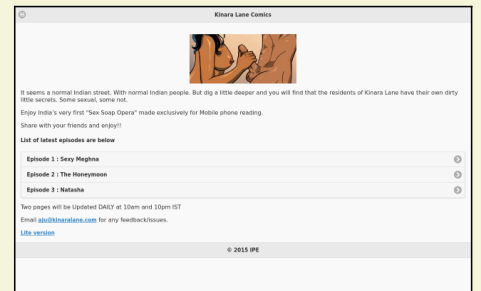 Kinara Lane Comics
It seems a normal Indian street. With normal Indian people. But dig a little deeper and you will find that the residents of Kinara Lane have their own dirty
little secrets. Some sexual, some not.
Enjoy India's very first "Sex Soap Opera" made exclusively for Mobile phone reading.
Share with your friends and enjoy!!
List of latest episodes are below
Episode 1 : Sexy Meghna
Episode 2 : The Honeymoon
Episode 3 : Natasha
Two pages will be Updated DAILY at 10am and 10pm IST
Email aju@kinaralane.com for any feedback/issues.
Lite version
© 2015 IPE